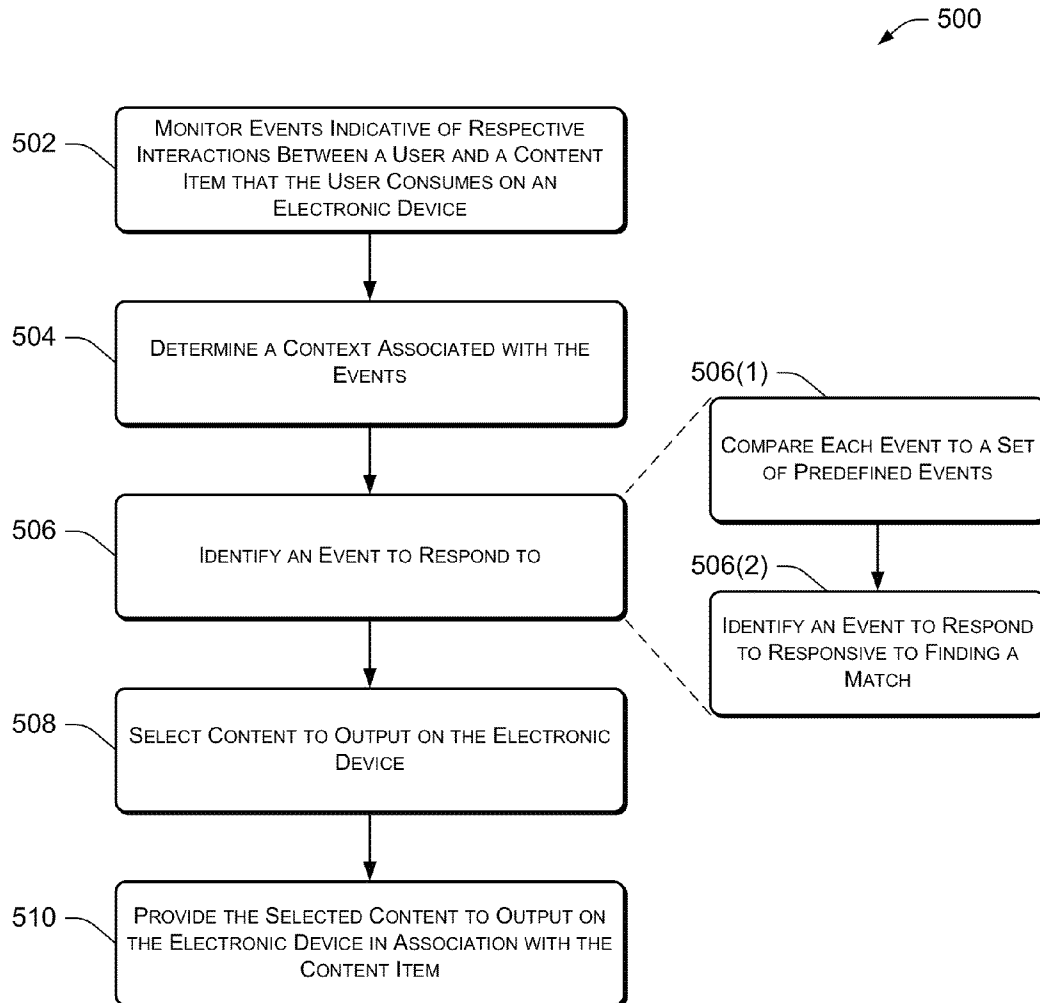 500
502
MONITOR EVENTS INDICATIVE OF RESPECTIVE
INTERACTIONS BETWEEN A USER AND A CONTENT
ITEM THAT THE USER CONSUMES ON AN
ELECTRONIC DEVICE
504
DETERMINE A CONTEXT ASSOCIATED WITH THE
EVENTS
506
IDENTIFY AN EVENT TO RESPOND TO
506(1)
COMPARE EACH EVENT TO A SET
OF PREDEFINED EVENTS
506(2)
IDENTIFY AN EVENT TO RESPOND
TO RESPONSIVE TO FINDING A
MATCH
508
SELECT CONTENT TO OUTPUT ON THE ELECTRONIC
DEVICE
510
PROVIDE THE SELECTED CONTENT TO OUTPUT ON
THE ELECTRONIC DEVICE IN ASSOCIATION WITH THE
CONTENT ITEM